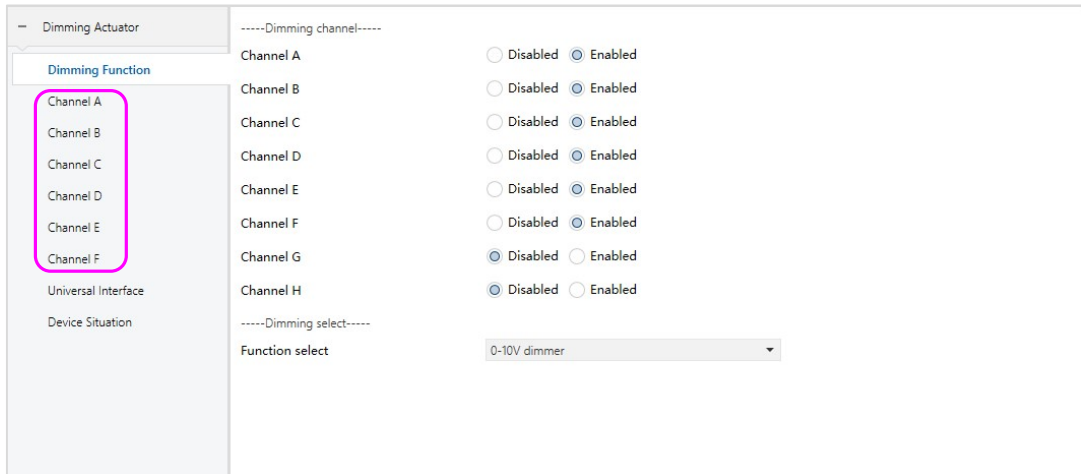 Dimming Actuator
Dimming Function
Channel A
Channel B
Channel C
Channel D
Channel E
Channel F
Universal Interface
Device Situation
-----Dimming channel-----
Channel A Disabled Enabled
Channel B Disabled Enabled
Channel C Disabled Enabled
Channel D Disabled Enabled
Channel E Disabled Enabled
Channel F Disabled Enabled
Channel G Disabled Enabled
Channel H Disabled Enabled
-----Dimming select-----
Function select 0-10V dimmer